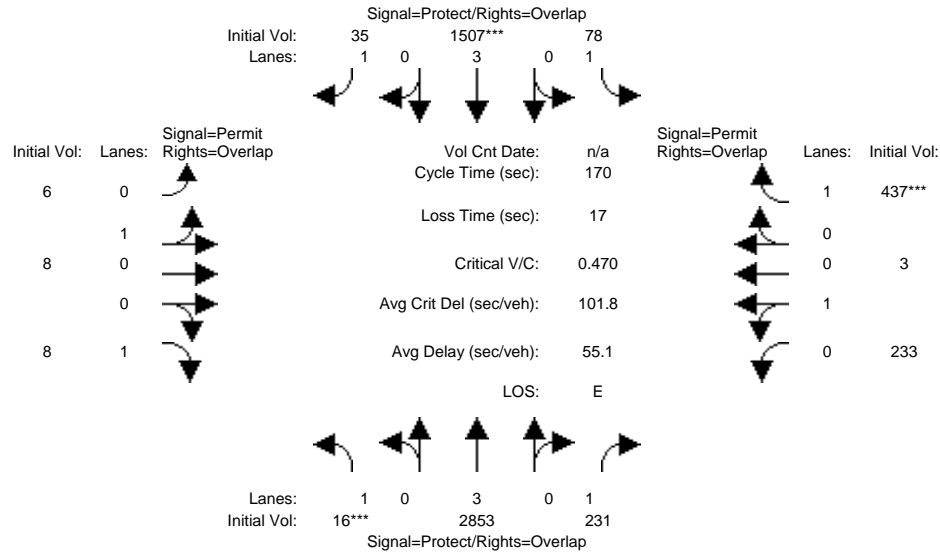 Signal=Protect/Rights=Overlap
Initial Vol: 35 1507*** 78
Lanes: 1 0 3 0 1
Signal=Permit
Initial Vol: Lanes: Rights=Overlap
Vol Cnt Date: n/a
Signal=Permit
Rights=Overlap Lanes: Initial Vol:
Cycle Time (sec): 170
6 0
1 437***
Loss Time (sec): 17
1
0
8 0
Critical V/C: 0.470
0 3
0
Avg Crit Del (sec/veh): 101.8
1
8 1
Avg Delay (sec/veh): 55.1
0 233
LOS: E
Lanes: 1 0 3 0 1
Initial Vol: 16*** 2853 231
Signal=Protect/Rights=Overlap